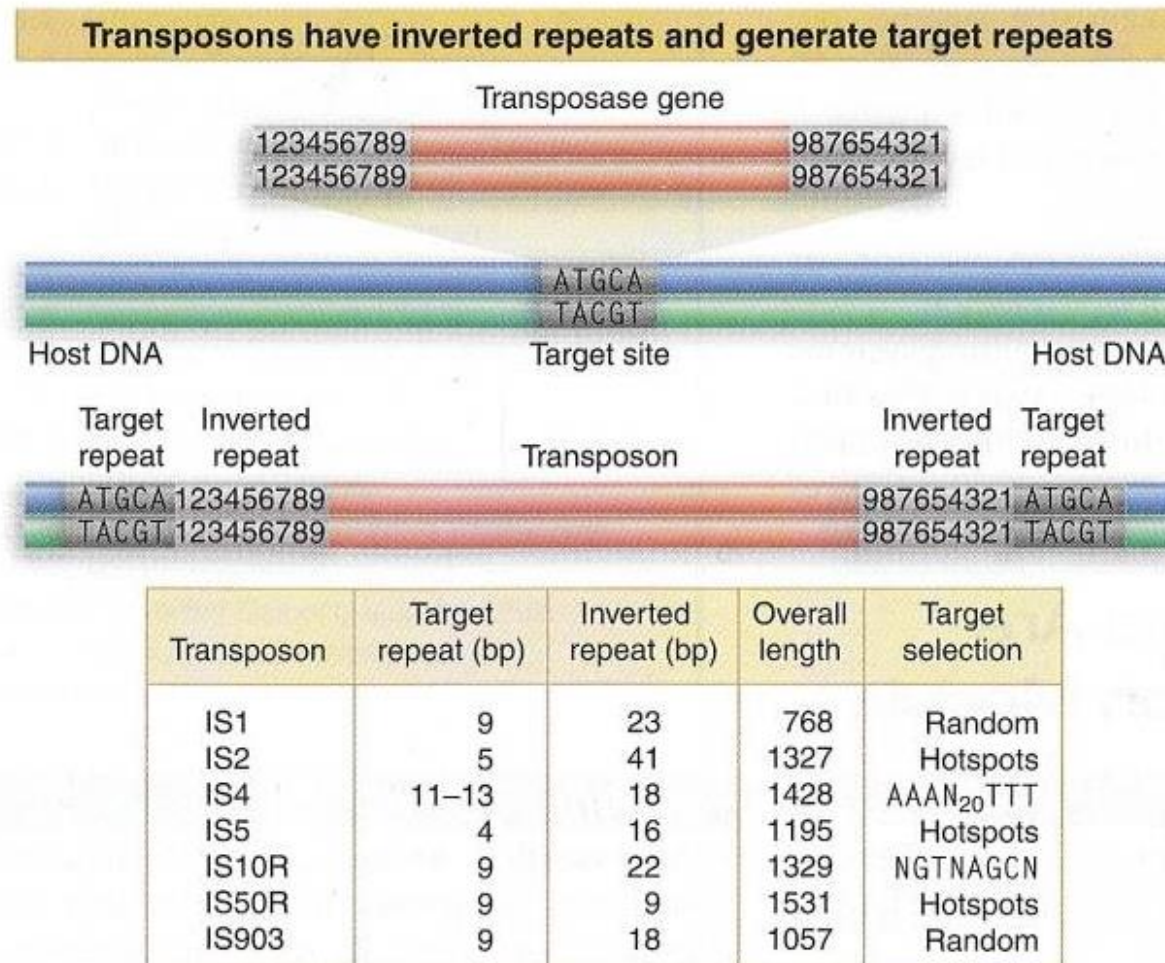 Transposons have inverted repeats and generate target repeats
Transposase gene
123456789 987654321
123456789 987654321
ATGCA
TACGT
Host DNA Target site Host DNA
Target Inverted Inverted Target
repeat repeat Transposon repeat repeat
ATGCA 123456789 987654321 ATGCA
TACGT 123456789 987654321 TACGT
Target Inverted Overall Target
Transposon repeat (bp) repeat (bp) length selection
IS1 9 23 768 Random
IS2 5 41 1327 Hotspots
IS4 11–13 18 1428 AAAN₂₀TTT
IS5 4 16 1195 Hotspots
IS10R 9 22 1329 NGTNAGCN
IS50R 9 9 1531 Hotspots
IS903 9 18 1057 Random